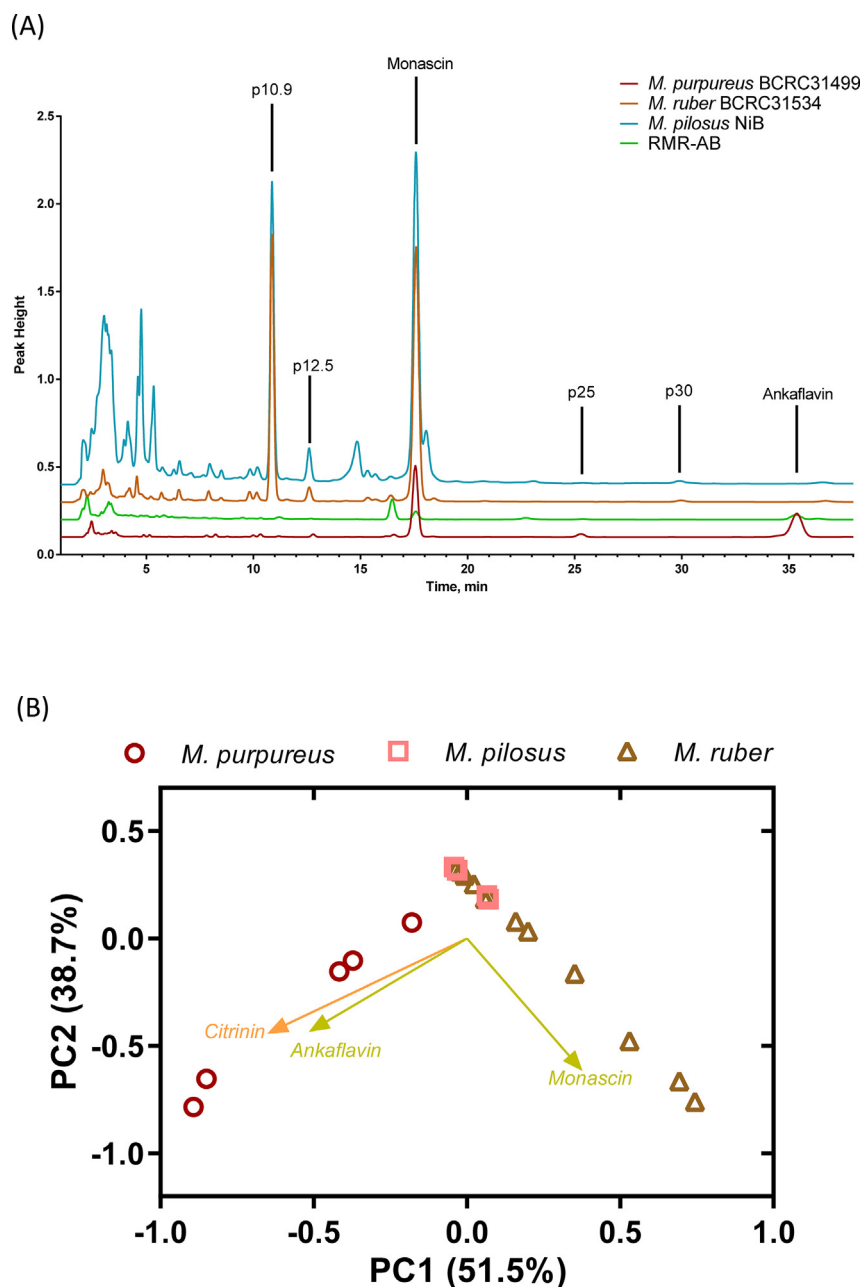 (A)
Monascin
p10.9
M. purpureus BCRC31499
M. ruber BCRC31534
M. pilosus NiB
RMR-AB
2.5
2.0
1.5
1.0
0.5
0.0
Peak Height
p12.5
p25
p30
Ankaflavin
5 10 15 20 25 30 35
Time, min
(B)
M. purpureus M. pilosus M. ruber
0.5
0.0
-0.5
-1.0
PC2 (38.7%)
Citrinin
Ankaflavin
Monascin
-1.0 -0.5 0.0 0.5 1.0
PC1 (51.5%)